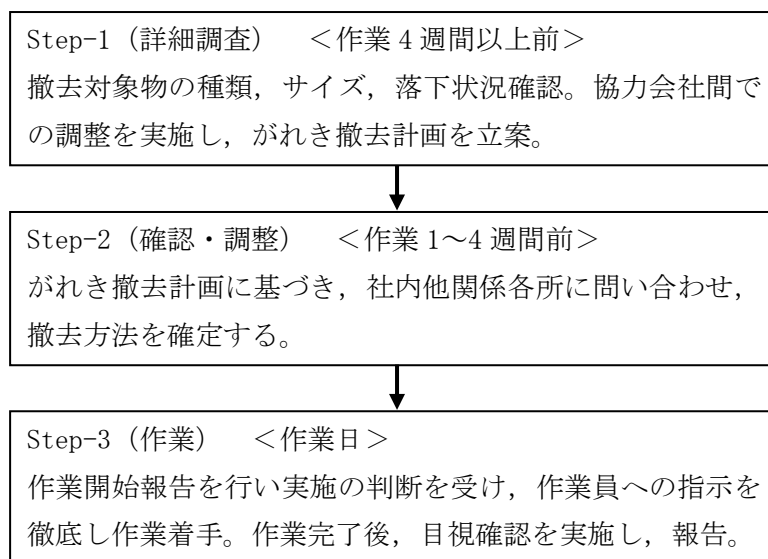 Step-1（詳細調査）　＜作業 4 週間以上前＞
撤去対象物の種類，サイズ，落下状況確認。協力会社間で
の調整を実施し，がれき撤去計画を立案。
Step-2（確認・調整）　＜作業 1～4 週間前＞
がれき撤去計画に基づき，社内他関係各所に問い合わせ，
撤去方法を確定する。
Step-3（作業）　＜作業日＞
作業開始報告を行い実施の判断を受け，作業員への指示を
徹底し作業着手。作業完了後，目視確認を実施し，報告。